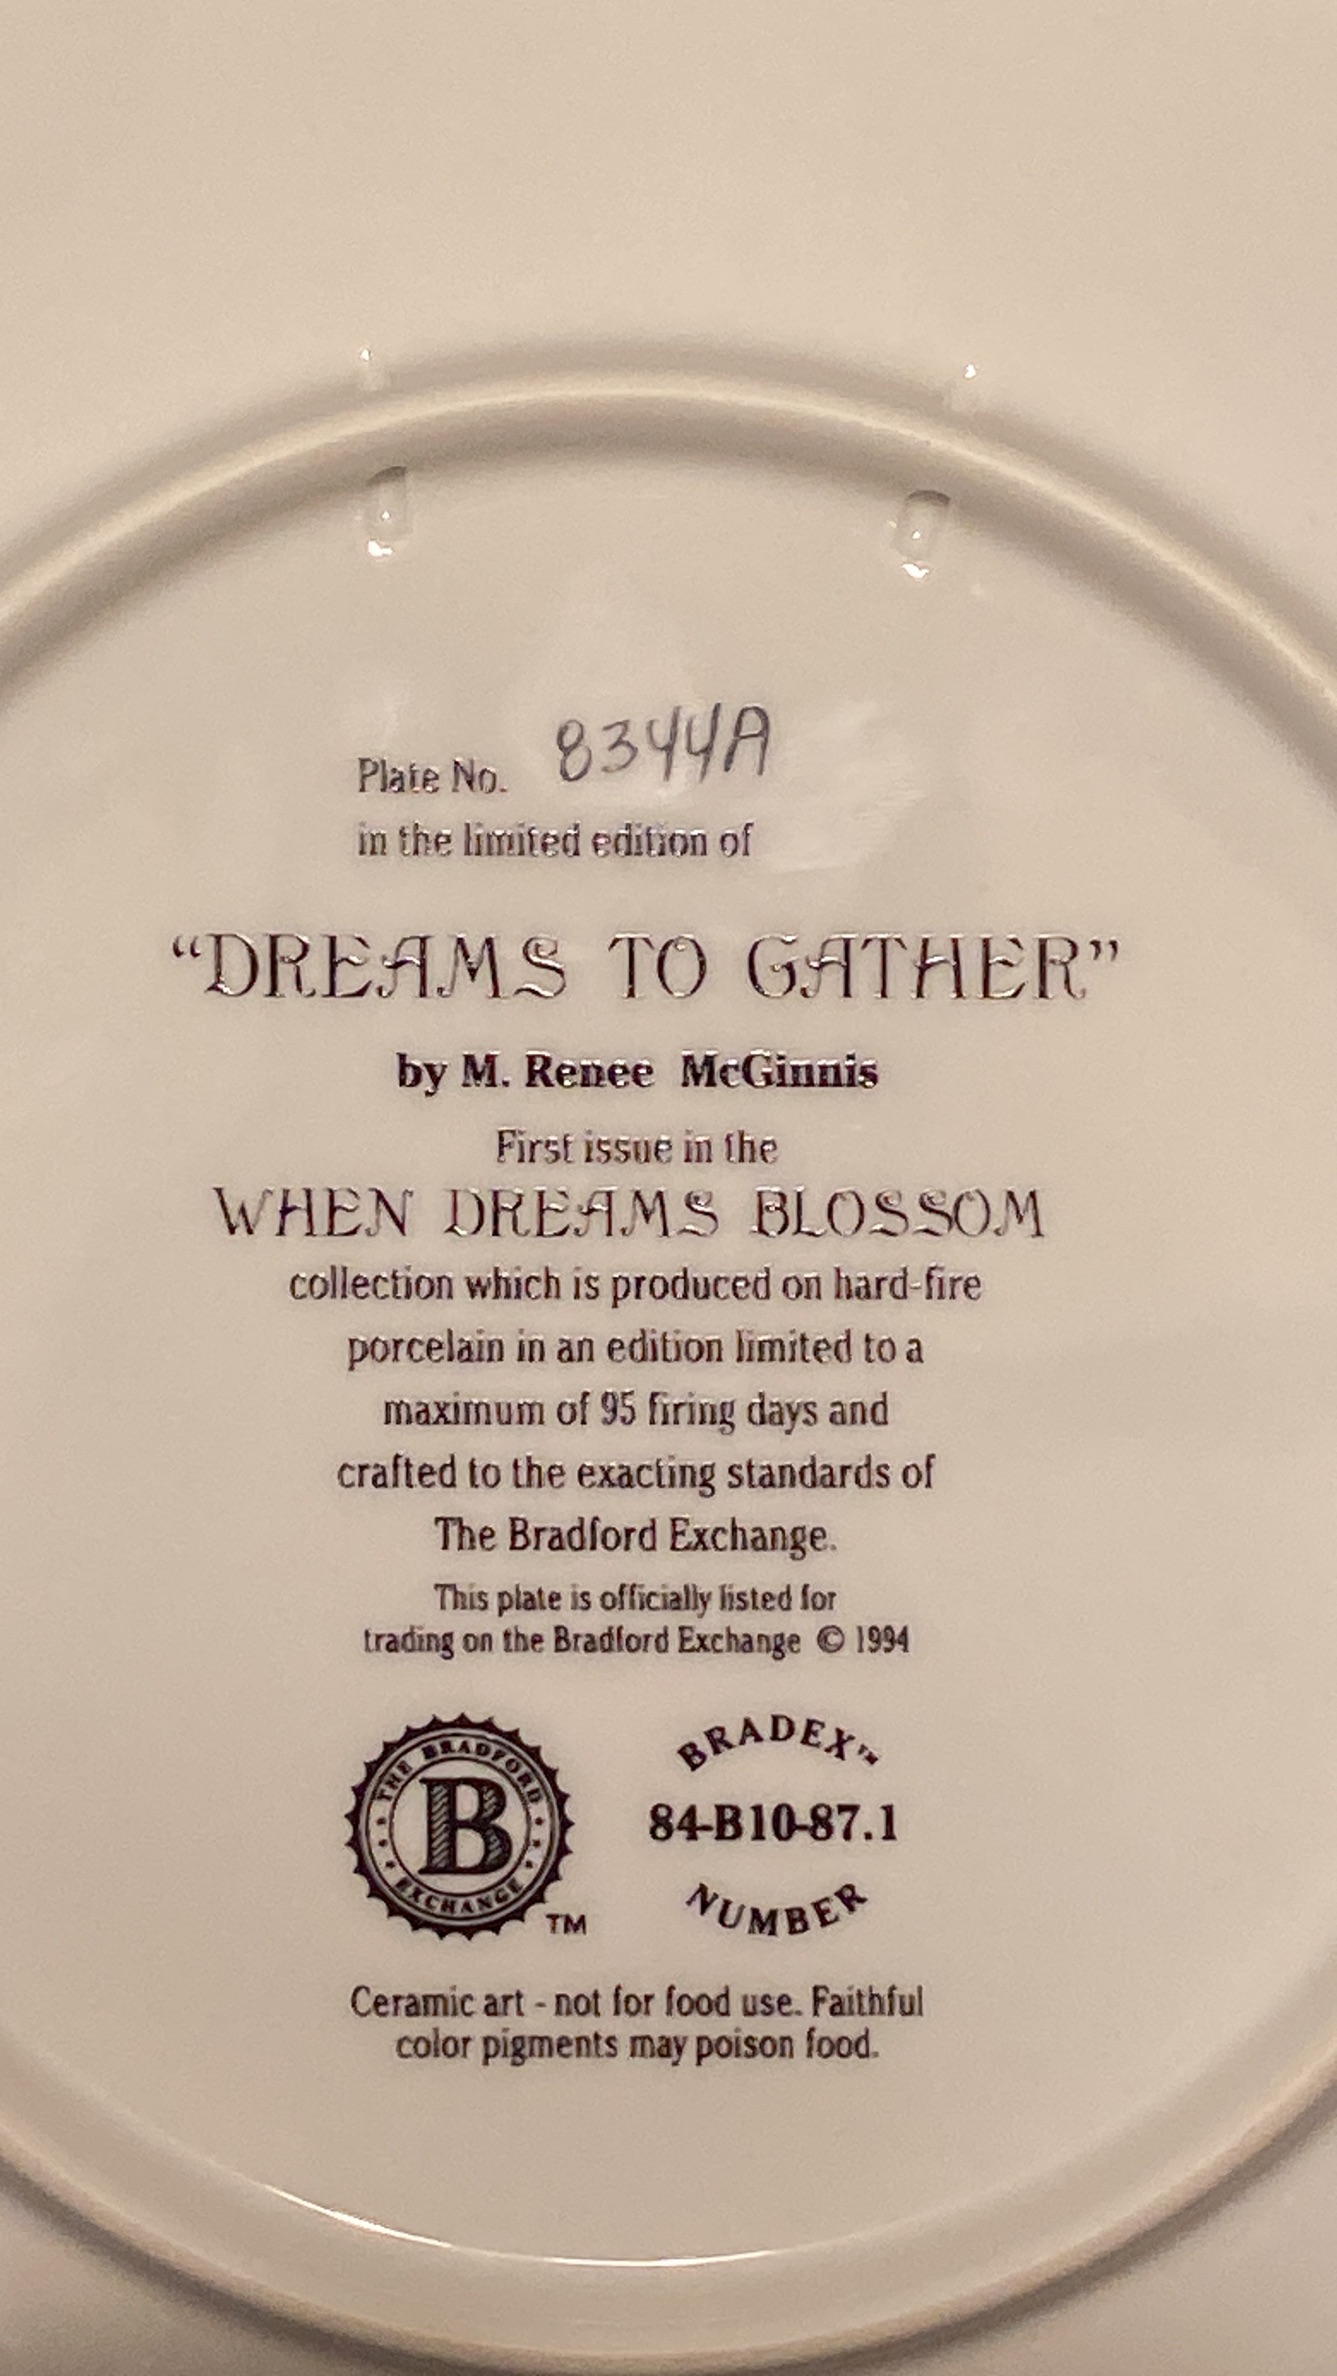 Plate No. 8344A
in the limited edition of
“DREAMS TO GATHER”
by M. Renee McGinnis
First issue in the
WHEN DREAMS BLOSSOM
collection which is produced on hard-fire
porcelain in an edition limited to a
maximum of 95 firing days and
crafted to the exacting standards of
The Bradford Exchange.
This plate is officially listed for
trading on the Bradford Exchange © 1994
THE BRADFORD
B
EXCHANGE
TM
BRADEX™
84-B10-87.1
NUMBER
Ceramic art - not for food use. Faithful
color pigments may poison food.